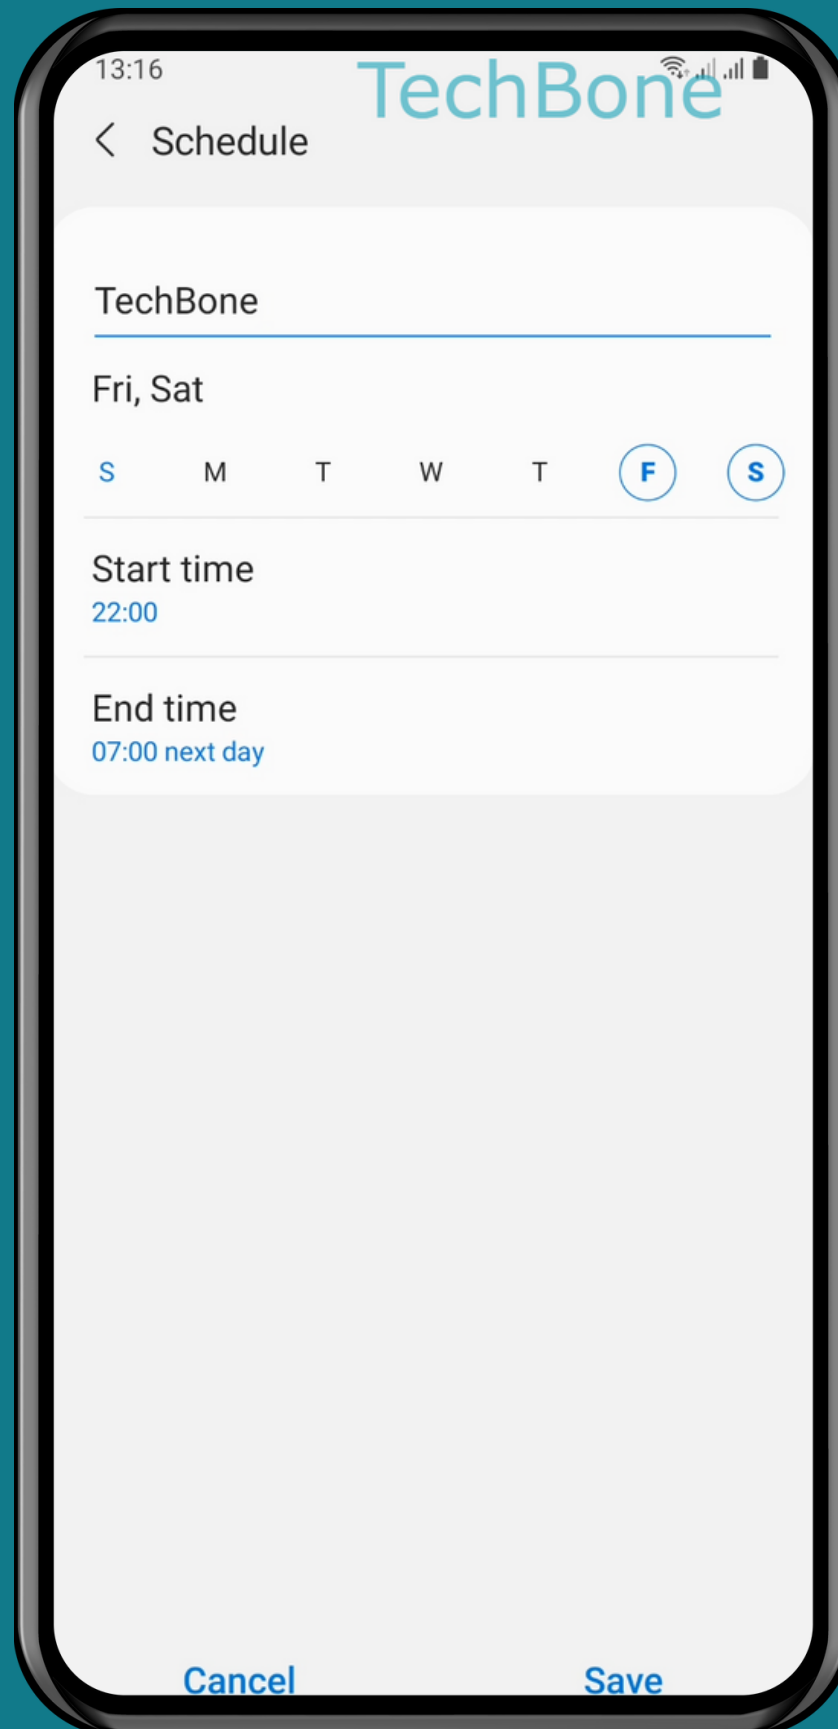 13:16
TechBone
Schedule
TechBone
Fri, Sat
S M T W T F S
Start time
22:00
End time
07:00 next day
Cancel Save